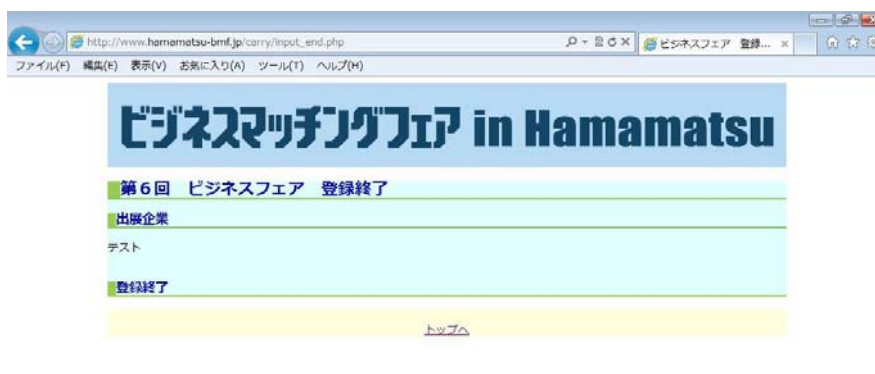 http://www.hamamatsu-bmf.jp/carry/input_end.php
ビジネスフェア 登録...
ファイル(F) 編集(E) 表示(V) お気に入り(A) ツール(T) ヘルプ(H)
ビジネスマッチングフェア in Hamamatsu
第6回 ビジネスフェア 登録終了
出展企業
テスト
登録終了
トップへ